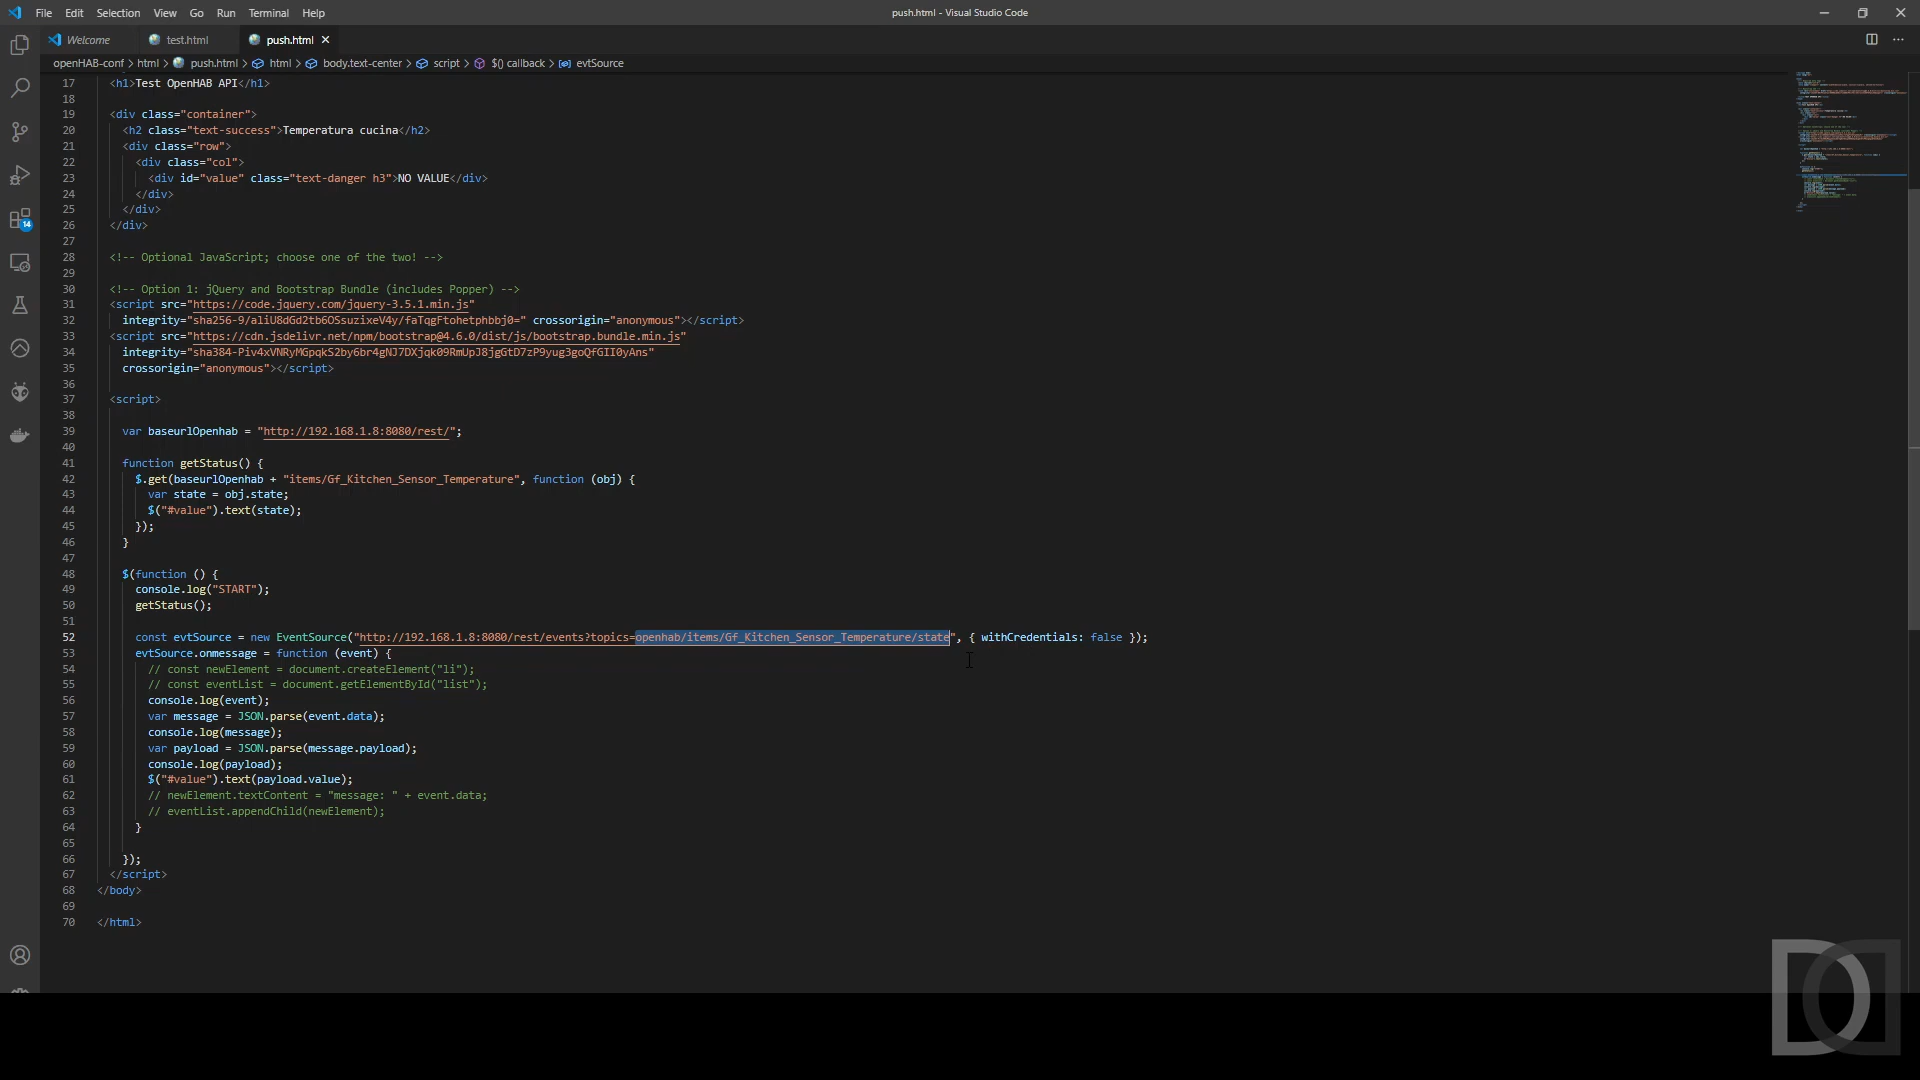 File Edit Selection View Go Run Terminal Help
push.html - Visual Studio Code
Welcome test.html push.html
openHAB-conf > html > push.html > html > body.text-center > script > $() callback > evtSource
17 <h1>Test OpenHAB API</h1>
18
19 <div class="container">
20 <h2 class="text-success">Temperatura cucina</h2>
21 <div class="row">
22 <div class="col">
23 <div id="value" class="text-danger h3">NO VALUE</div>
24 </div>
25 </div>
26 </div>
27
28 <!-- Optional JavaScript; choose one of the two! -->
29
30 <!-- Option 1: jQuery and Bootstrap Bundle (includes Popper) -->
31 <script src="https://code.jquery.com/jquery-3.5.1.min.js"
32 integrity="sha256-9/aliU8dGd2tb6OSsuzixeV4y/faTqgFtohetphbbj0=" crossorigin="anonymous"></script>
33 <script src="https://cdn.jsdelivr.net/npm/bootstrap@4.6.0/dist/js/bootstrap.bundle.min.js"
34 integrity="sha384-Piv4xVNRyMGpqkS2by6br4gNJ7DXjqk09RmUpJ8jgGtD7zP9yug3goQfGII0yAns"
35 crossorigin="anonymous"></script>
36
37 <script>
38
39 var baseurlOpenhab = "http://192.168.1.8:8080/rest/";
40
41 function getStatus() {
42 $.get(baseurlOpenhab + "items/Gf_Kitchen_Sensor_Temperature", function (obj) {
43 var state = obj.state;
44 $("#value").text(state);
45 });
46 }
47
48 $(function () {
49 console.log("START");
50 getStatus();
51
52 const evtSource = new EventSource("http://192.168.1.8:8080/rest/events?topics=openhab/items/Gf_Kitchen_Sensor_Temperature/state", { withCredentials: false });
53 evtSource.onmessage = function (event) {
54 // const newElement = document.createElement("li");
55 // const eventList = document.getElementById("list");
56 console.log(event);
57 var message = JSON.parse(event.data);
58 console.log(message);
59 var payload = JSON.parse(message.payload);
60 console.log(payload);
61 $("#value").text(payload.value);
62 // newElement.textContent = "message: " + event.data;
63 // eventList.appendChild(newElement);
64 }
65
66 });
67 </script>
68 </body>
69
70 </html>
14